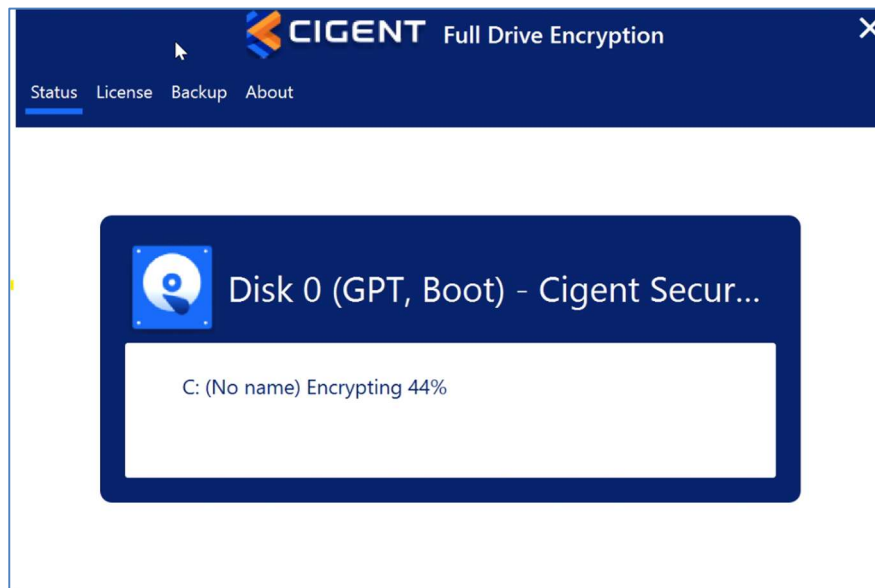 CIGENT Full Drive Encryption
Status License Backup About
Disk 0 (GPT, Boot) - Cigent Secur...
C: (No name) Encrypting 44%